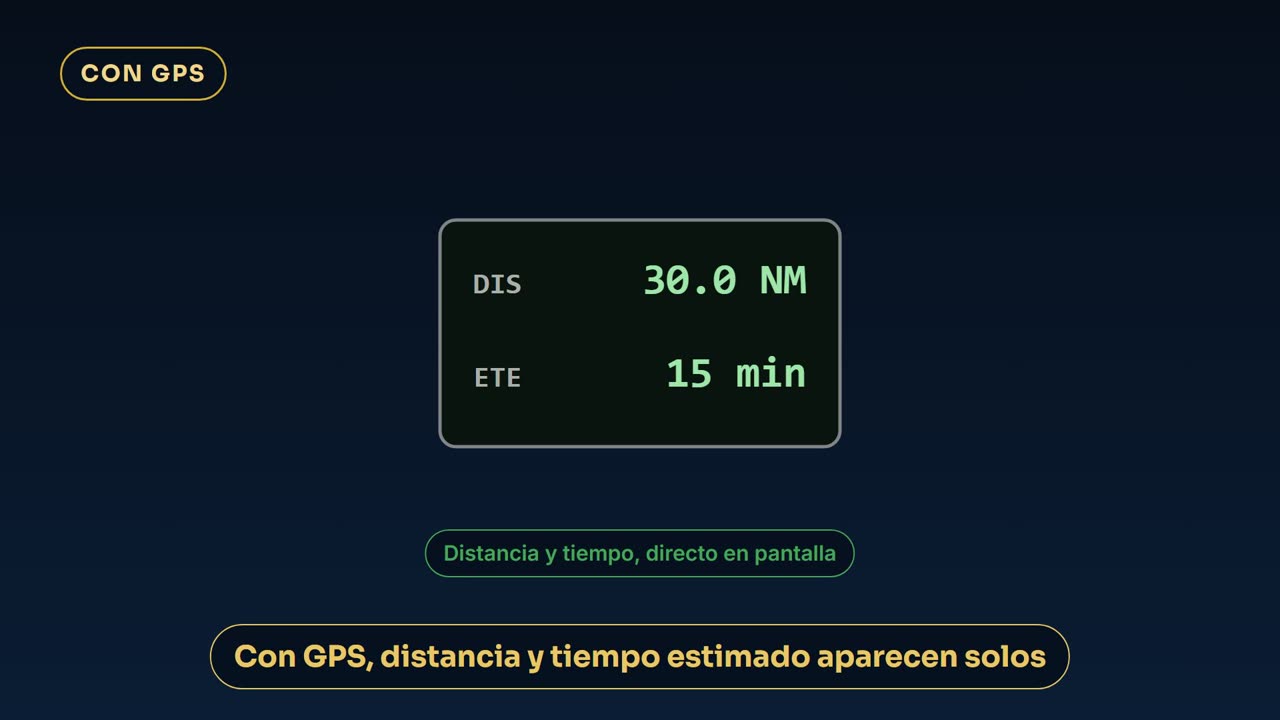 CON GPS
DIS 30.0 NM
ETE 15 min
Distancia y tiempo, directo en pantalla
Con GPS, distancia y tiempo estimado aparecen solos